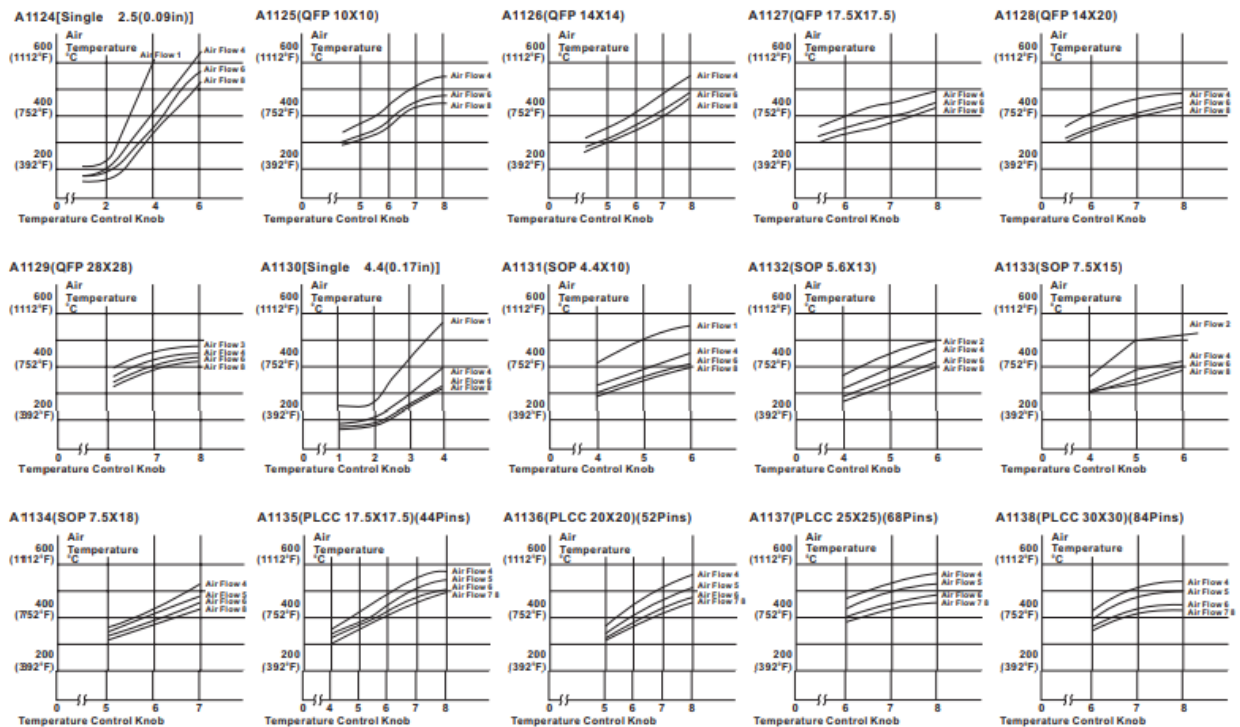 A1124[Single 2.5(0.09in)]
Air
Temperature
°C
600
(1112°F)
400
(752°F)
200
(392°F)
Air Flow 1
Air Flow 4
Air Flow 6
Air Flow 8
0 2 4 6
Temperature Control Knob
A1125(QFP 10X10)
Air
Temperature
°C
600
(1112°F)
400
(752°F)
200
(392°F)
Air Flow 4
Air Flow 6
Air Flow 8
0 5 6 7 8
Temperature Control Knob
A1126(QFP 14X14)
Air
Temperature
°C
600
(1112°F)
400
(752°F)
200
(392°F)
Air Flow 4
Air Flow 6
Air Flow 8
0 5 6 7 8
Temperature Control Knob
A1127(QFP 17.5X17.5)
Air
Temperature
°C
600
(1112°F)
400
(752°F)
200
(392°F)
Air Flow 4
Air Flow 6
Air Flow 8
0 6 7 8
Temperature Control Knob
A1128(QFP 14X20)
Air
Temperature
°C
600
(1112°F)
400
(752°F)
200
(392°F)
Air Flow 4
Air Flow 6
Air Flow 8
0 6 7 8
Temperature Control Knob
A1129(QFP 28X28)
Air
Temperature
°C
600
(1112°F)
400
(752°F)
200
(392°F)
Air Flow 3
Air Flow 4
Air Flow 6
Air Flow 8
0 6 7 8
Temperature Control Knob
A1130[Single 4.4(0.17in)]
Air
Temperature
°C
600
(1112°F)
400
(752°F)
200
(392°F)
Air Flow 1
Air Flow 4
Air Flow 6
Air Flow 8
0 1 2 3 4
Temperature Control Knob
A1131(SOP 4.4X10)
Air
Temperature
°C
600
(1112°F)
400
(752°F)
200
(392°F)
Air Flow 1
Air Flow 4
Air Flow 6
Air Flow 8
0 4 5 6
Temperature Control Knob
A1132(SOP 5.6X13)
Air
Temperature
°C
600
(1112°F)
400
(752°F)
200
(392°F)
Air Flow 2
Air Flow 4
Air Flow 6
Air Flow 8
0 4 5 6
Temperature Control Knob
A1133(SOP 7.5X15)
Air
Temperature
°C
600
(1112°F)
400
(752°F)
200
(392°F)
Air Flow 2
Air Flow 4
Air Flow 6
Air Flow 8
0 4 5 6
Temperature Control Knob
A1134(SOP 7.5X18)
Air
Temperature
°C
600
(1112°F)
400
(752°F)
200
(392°F)
Air Flow 4
Air Flow 5
Air Flow 6
Air Flow 8
0 5 6 7
Temperature Control Knob
A1135(PLCC 17.5X17.5)(44Pins)
Air
Temperature
°C
600
(1112°F)
400
(752°F)
200
(392°F)
Air Flow 4
Air Flow 5
Air Flow 6
Air Flow 7 8
0 4 5 6 7 8
Temperature Control Knob
A1136(PLCC 20X20)(52Pins)
Air
Temperature
°C
600
(1112°F)
400
(752°F)
200
(392°F)
Air Flow 4
Air Flow 5
Air Flow 6
Air Flow 7 8
0 5 6 7 8
Temperature Control Knob
A1137(PLCC 25X25)(68Pins)
Air
Temperature
°C
600
(1112°F)
400
(752°F)
200
(392°F)
Air Flow 4
Air Flow 5
Air Flow 6
Air Flow 7 8
0 6 7 8
Temperature Control Knob
A1138(PLCC 30X30)(84Pins)
Air
Temperature
°C
600
(1112°F)
400
(752°F)
200
(392°F)
Air Flow 4
Air Flow 5
Air Flow 6
Air Flow 7 8
0 6 7 8
Temperature Control Knob